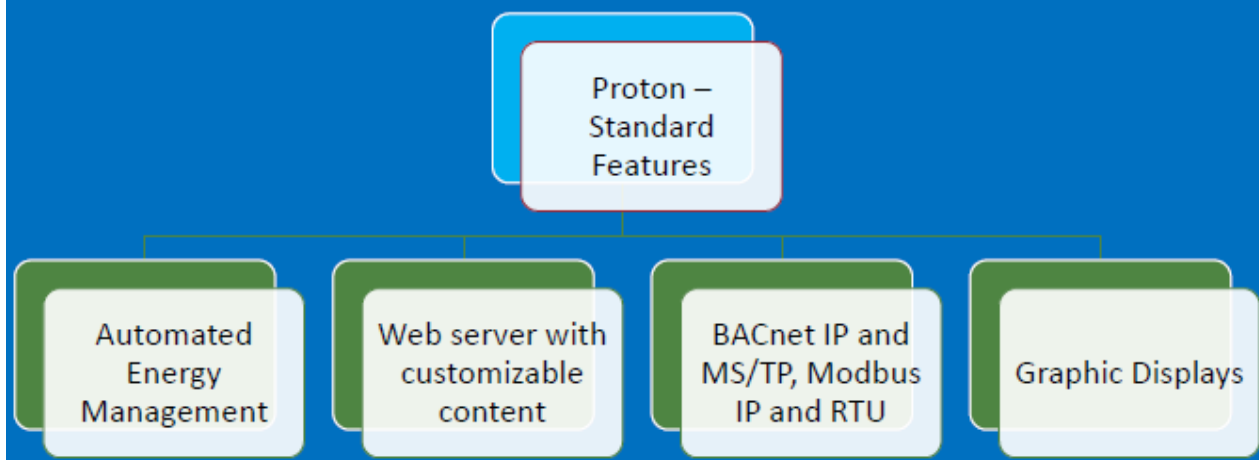 Proton –
Standard
Features
Automated
Energy
Management
Web server with
customizable
content
BACnet IP and
MS/TP, Modbus
IP and RTU
Graphic Displays